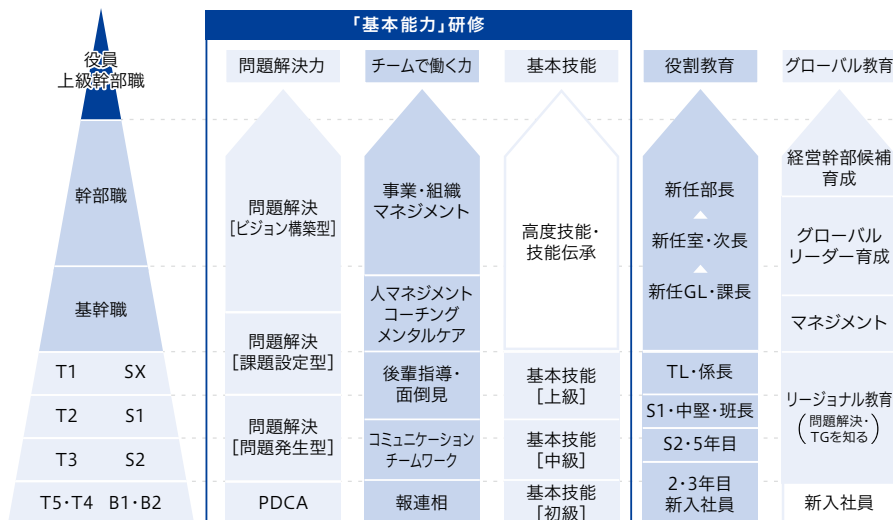 「基本能力」研修
役員
上級幹部職
幹部職
基幹職
T1 SX
T2 S1
T3 S2
T5・T4 B1・B2
問題解決力
問題解決
[ビジョン構築型]
問題解決
[課題設定型]
問題解決
[問題発生型]
PDCA
チームで働く力
事業・組織
マネジメント
人マネジメント
コーチング
メンタルケア
後輩指導・
面倒見
コミュニケーション
チームワーク
報連相
基本技能
高度技能・
技能伝承
基本技能
[上級]
基本技能
[中級]
基本技能
[初級]
役割教育
新任部長
新任室・次長
新任GL・課長
TL・係長
S1・中堅・班長
S2・5年目
2・3年目
新入社員
グローバル教育
経営幹部候補
育成
グローバル
リーダー育成
マネジメント
リージョナル教育
(問題解決・
TGを知る)
新入社員